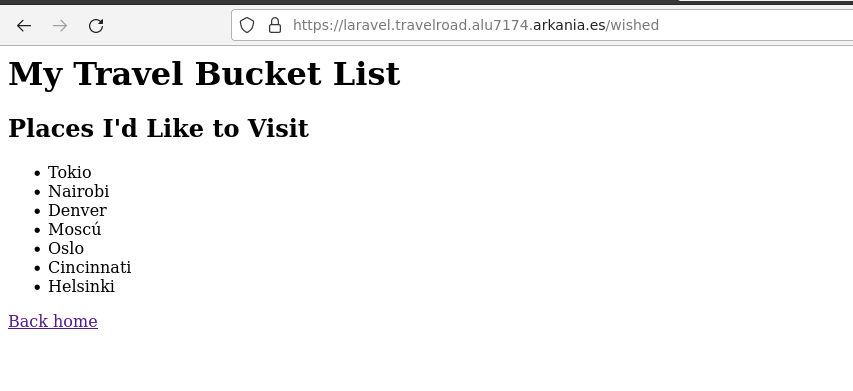 https://laravel.travelroad.alu7174.arkania.es/wished
My Travel Bucket List
Places I'd Like to Visit
• Tokio
• Nairobi
• Denver
• Moscú
• Oslo
• Cincinnati
• Helsinki
Back home